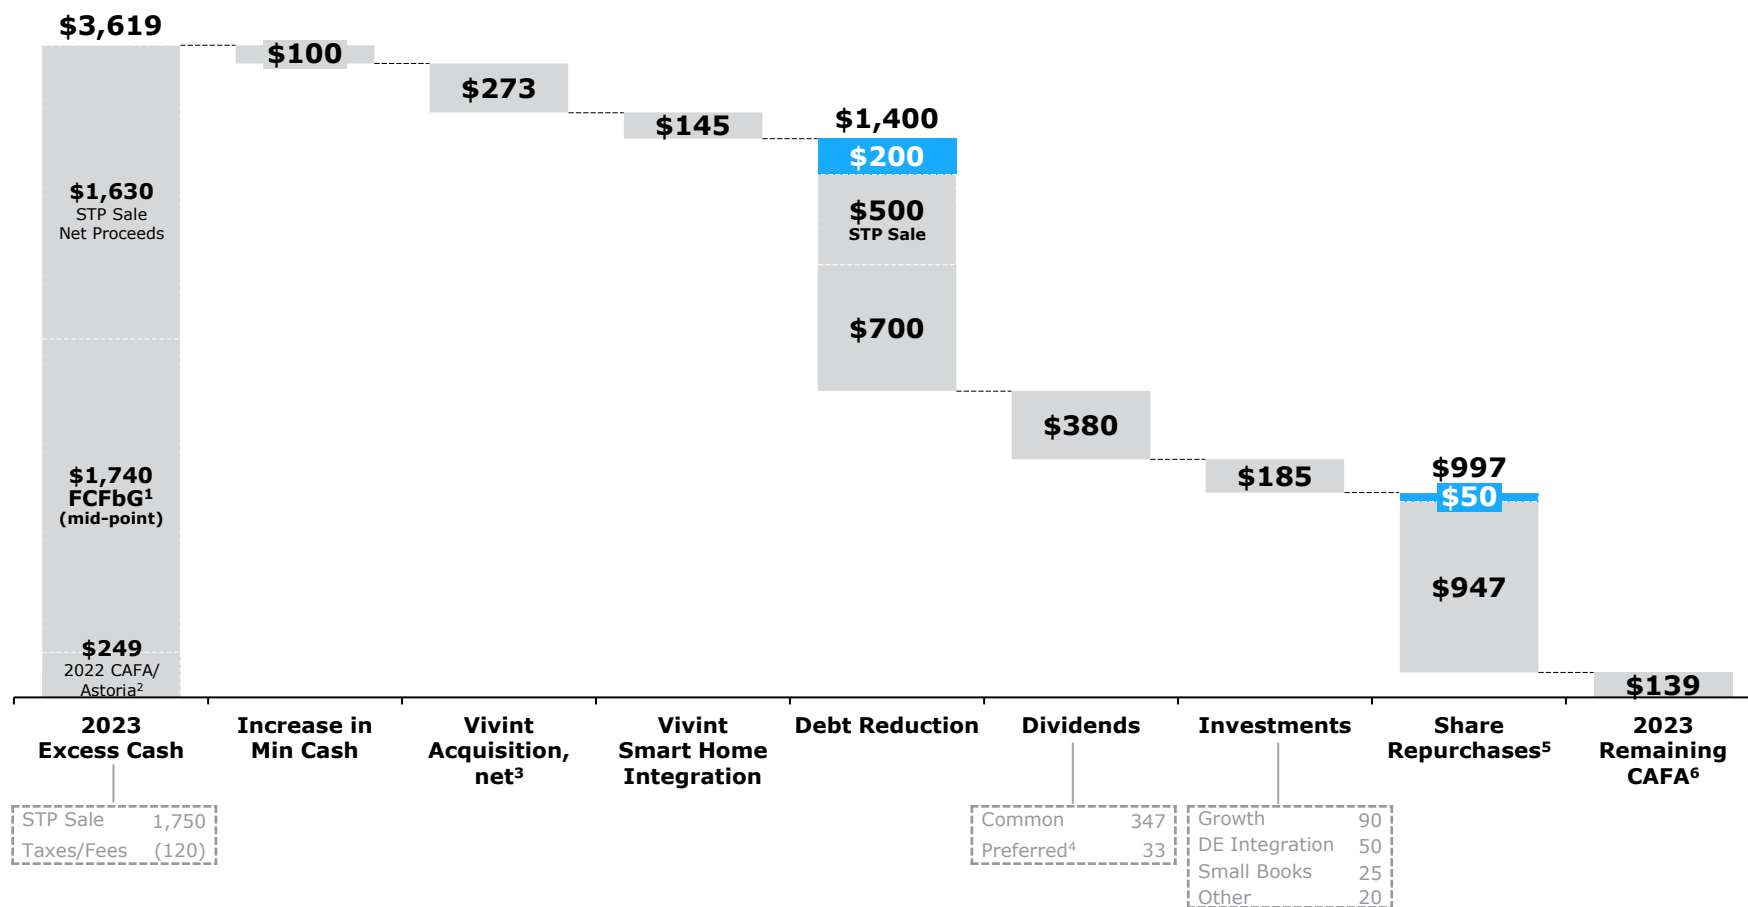 $3,619
$1,630
STP Sale
Net Proceeds
$1,740
FCFbG¹
(mid-point)
$249
2022 CAFA/
Astoria²
$100
$273
$145
$1,400
$200
$500
STP Sale
$700
$380
$185
$997
$50
$947
$139
2023
Excess Cash
Increase in
Min Cash
Vivint
Acquisition,
net³
Vivint
Smart Home
Integration
Debt Reduction
Dividends
Investments
Share
Repurchases⁵
2023
Remaining
CAFA⁶
STP Sale 1,750
Taxes/Fees (120)
Common 347
Preferred⁴ 33
Growth 90
DE Integration 50
Small Books 25
Other 20